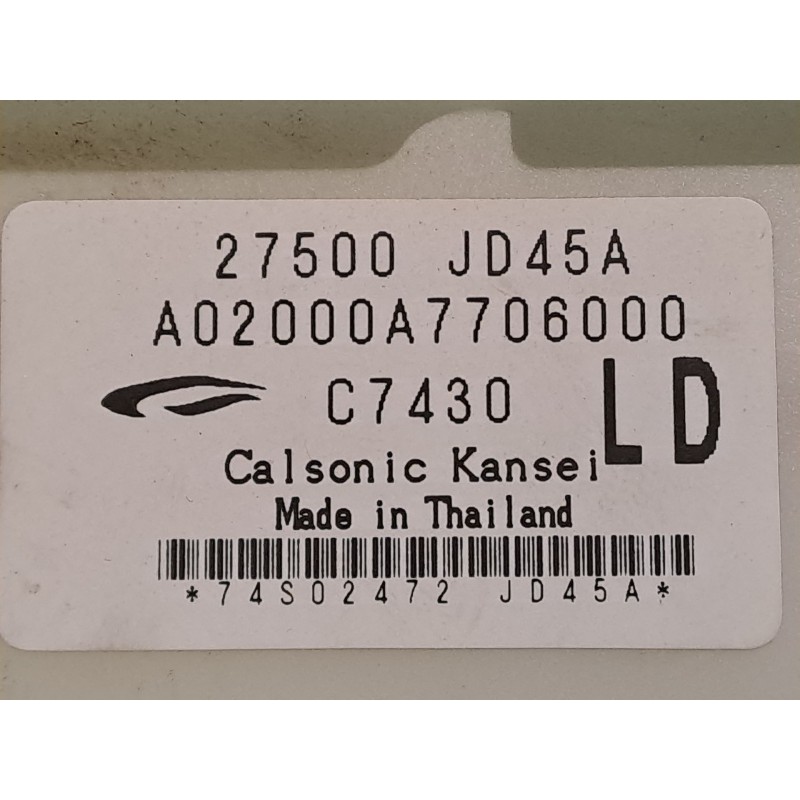 27500 JD45A
A02000A7706000
C7430 LD
Calsonic Kansei
Made in Thailand
*74S02472 JD45A*